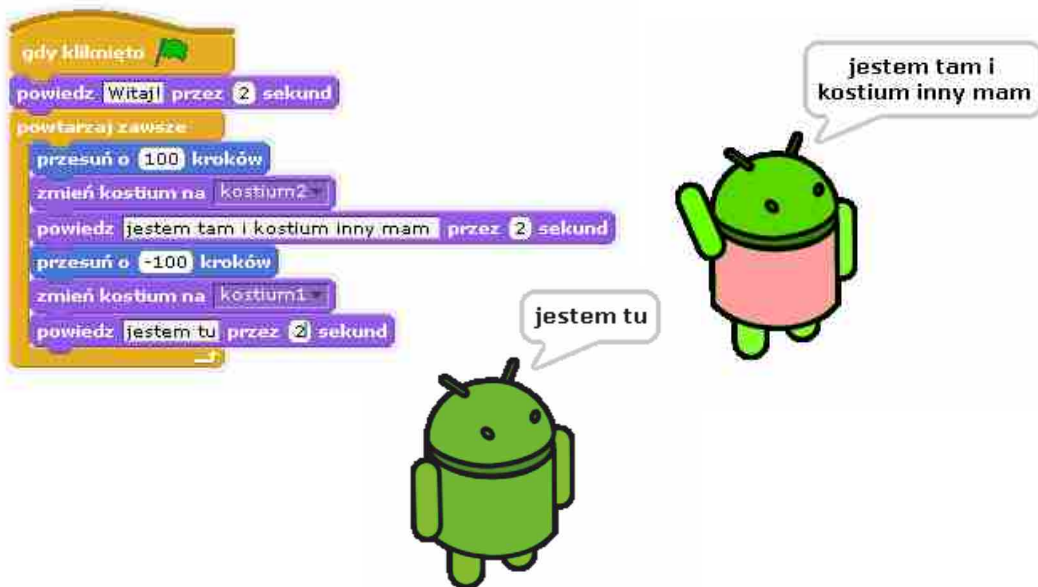 gdy kliknięto
powiedz Witaj! przez 2 sekund
powtarzaj zawsze
przesuń o 100 kroków
zmień kostium na kostium2
powiedz jestem tam i kostium inny mam przez 2 sekund
przesuń o -100 kroków
zmień kostium na kostium1
powiedz jestem tu przez 2 sekund
jestem tam i
kostium inny mam
jestem tu